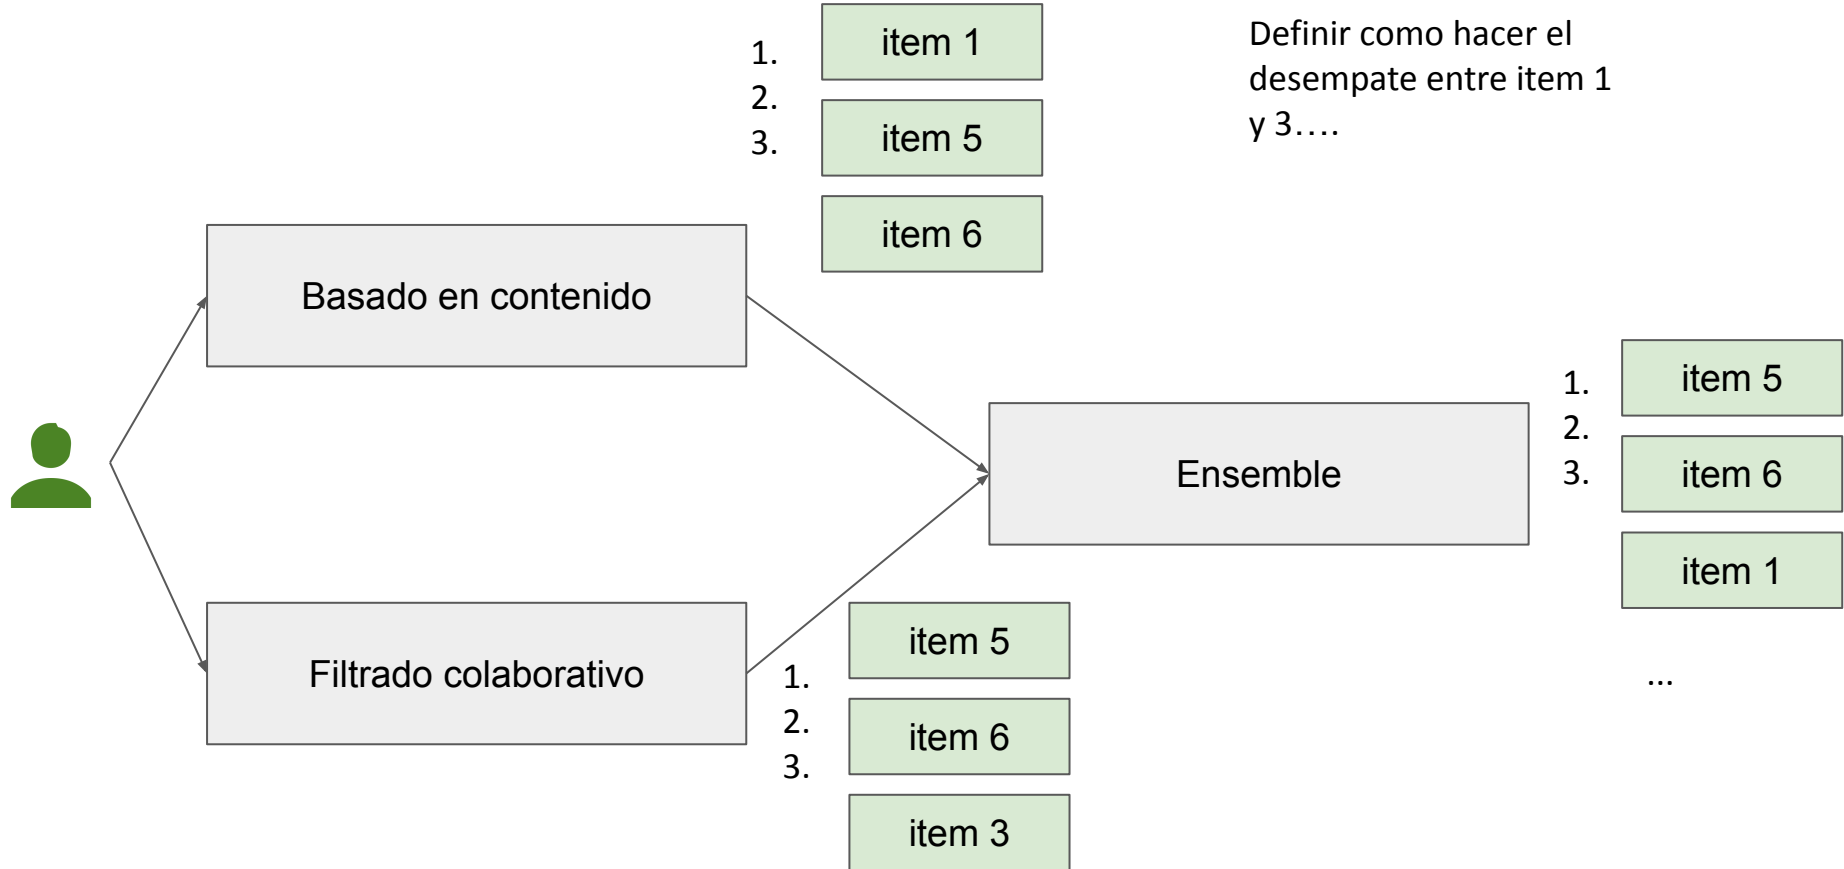 1.
2.
3.
item 1
item 5
item 6
Definir como hacer el
desempate entre item 1
y 3....
Basado en contenido
Filtrado colaborativo
1.
2.
3.
item 5
item 6
item 3
Ensemble
1.
2.
3.
item 5
item 6
item 1
...